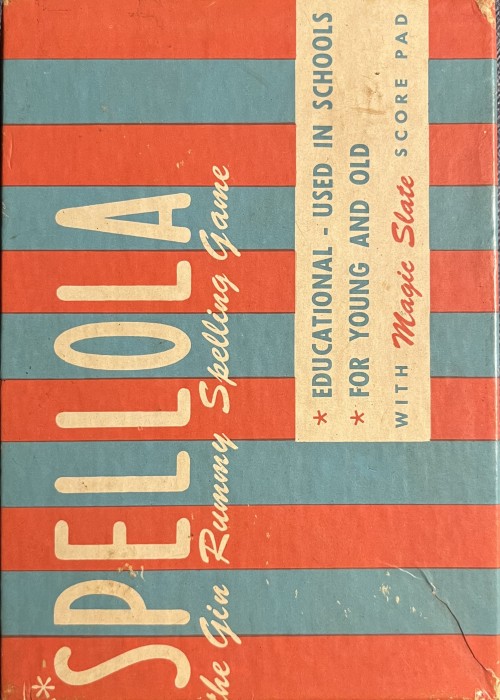 *SPELLOLA
the Gin Rummy Spelling Game
* EDUCATIONAL - USED IN SCHOOLS
* FOR YOUNG AND OLD
WITH Magic Slate SCORE PAD